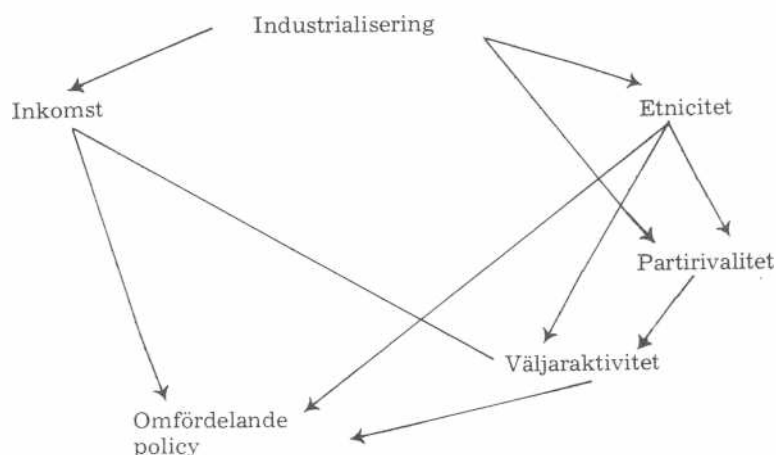 Industrialisering
Inkomst
Etnicitet
Partirivalitet
Väljaraktivitet
Omfördelande
policy